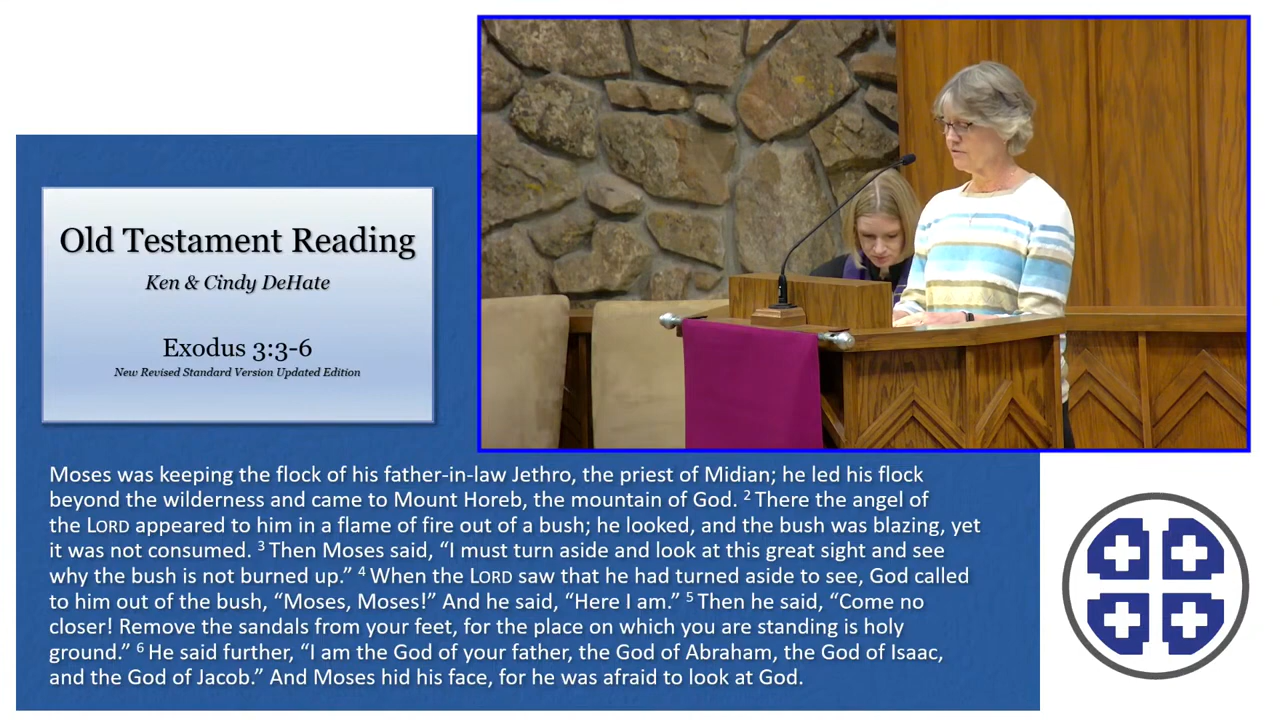 Old Testament Reading
Ken & Cindy DeHate
Exodus 3:3-6
New Revised Standard Version Updated Edition
Moses was keeping the flock of his father-in-law Jethro, the priest of Midian; he led his flock
beyond the wilderness and came to Mount Horeb, the mountain of God. ² There the angel of
the LORD appeared to him in a flame of fire out of a bush; he looked, and the bush was blazing, yet
it was not consumed. ³ Then Moses said, “I must turn aside and look at this great sight and see
why the bush is not burned up.” ⁴ When the LORD saw that he had turned aside to see, God called
to him out of the bush, “Moses, Moses!” And he said, “Here I am.” ⁵ Then he said, “Come no
closer! Remove the sandals from your feet, for the place on which you are standing is holy
ground.” ⁶ He said further, “I am the God of your father, the God of Abraham, the God of Isaac,
and the God of Jacob.” And Moses hid his face, for he was afraid to look at God.